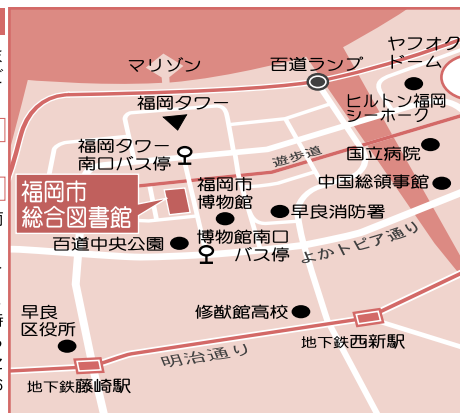 マリゾン
百道ランプ
ヤフオク
ドーム
福岡タワー
ヒルトン福岡
シーホーク
福岡タワー
南口バス停
遊歩道
国立病院
福岡市
総合図書館
福岡市
博物館
中国総領事館
早良消防署
百道中央公園
博物館南口
バス停
よかトピア通り
早良
区役所
修猷館高校
明治通り
地下鉄西新駅
地下鉄藤崎駅